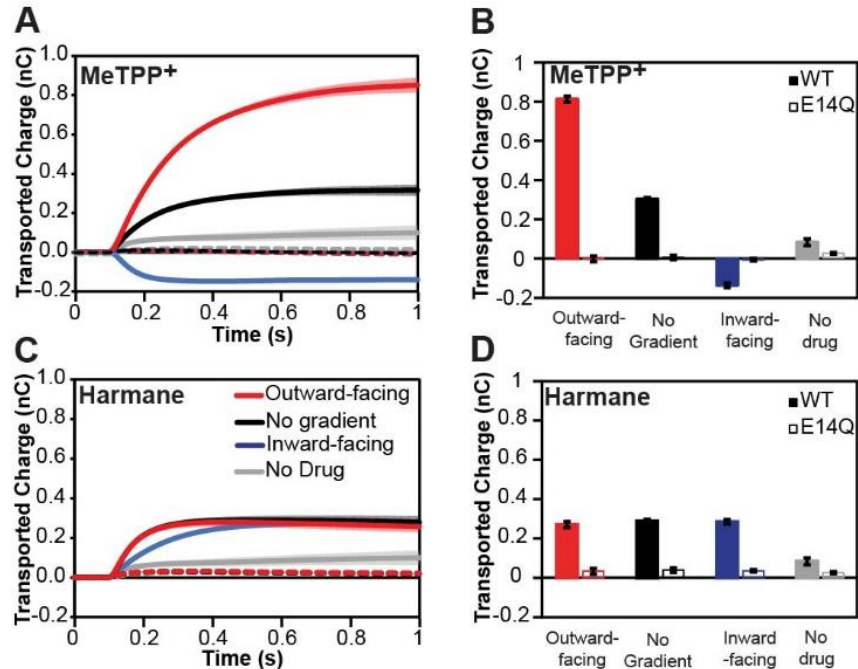 A
MeTPP+
Transported Charge (nC)
1.0
0.8
0.6
0.4
0.2
0.0
-0.2
0
0.2
0.4
0.6
0.8
1
Time (s)
B
MeTPP+
WT
E14Q
Transported Charge (nC)
1
0.8
0.6
0.4
0.2
0
-0.2
Outward-
facing
No
Gradient
Inward-
facing
No
drug
C
Harmane
Outward-facing
No gradient
Inward-facing
No Drug
Transported Charge (nC)
1.0
0.8
0.6
0.4
0.2
0.0
-0.2
0
0.2
0.4
0.6
0.8
1
Time (s)
D
Harmane
WT
E14Q
Transported Charge (nC)
1
0.8
0.6
0.4
0.2
0
-0.2
Outward-
facing
No
Gradient
Inward
-facing
No
drug